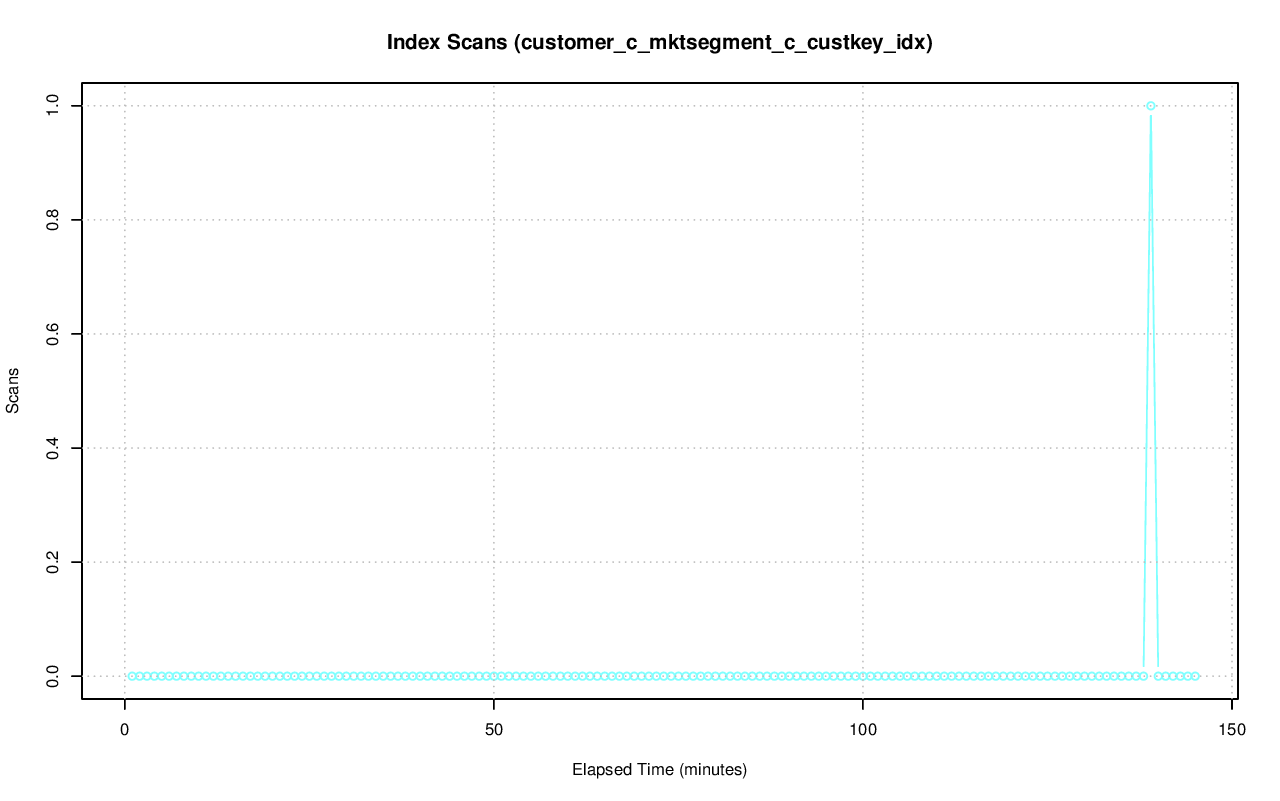 Index Scans (customer_c_mktsegment_c_custkey_idx)
1.0
0.8
0.6
0.4
0.2
0.0
Scans
0 50 100 150
Elapsed Time (minutes)